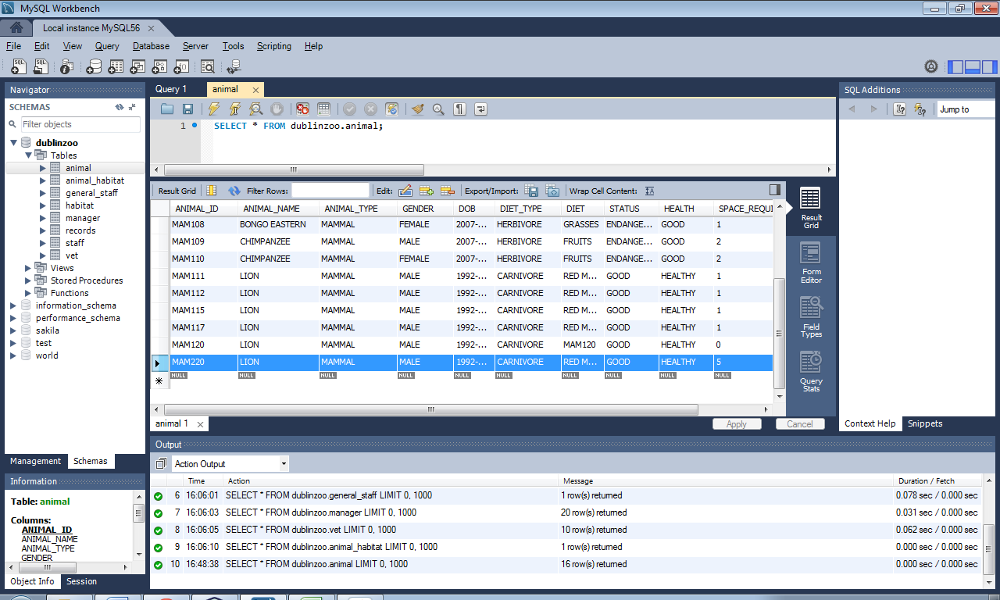 MySQL Workbench
Local instance MySQL56
File Edit View Query Database Server Tools Scripting Help
Navigator
SCHEMAS
Filter objects
dublinzoo
Tables
animal
animal_habitat
general_staff
habitat
manager
records
staff
vet
Views
Stored Procedures
Functions
information_schema
performance_schema
sakila
test
world
Management Schemas
Information
Table: animal
Columns:
ANIMAL_ID
ANIMAL_NAME
ANIMAL_TYPE
GENDER
Object Info Session
Query 1 animal
1 SELECT * FROM dublinzoo.animal;
Result Grid Filter Rows: Edit: Export/Import: Wrap Cell Content:
ANIMAL_ID ANIMAL_NAME ANIMAL_TYPE GENDER DOB DIET_TYPE DIET STATUS HEALTH SPACE_REQUI
MAM108 BONGO EASTERN MAMMAL FEMALE 2007-... HERBIVORE GRASSES ENDANGE... GOOD 1
MAM109 CHIMPANZEE MAMMAL MALE 2007-... HERBIVORE FRUITS ENDANGE... GOOD 2
MAM110 CHIMPANZEE MAMMAL FEMALE 2007-... HERBIVORE FRUITS ENDANGE... GOOD 2
MAM111 LION MAMMAL MALE 1992-... CARNIVORE RED M... GOOD HEALTHY 1
MAM112 LION MAMMAL MALE 1992-... CARNIVORE RED M... GOOD HEALTHY 1
MAM115 LION MAMMAL MALE 1992-... CARNIVORE RED M... GOOD HEALTHY 1
MAM117 LION MAMMAL MALE 1992-... CARNIVORE RED M... GOOD HEALTHY 1
MAM120 LION MAMMAL MALE 1992-... CARNIVORE MAM120 GOOD HEALTHY 0
MAM220 LION MAMMAL MALE 1992-... CARNIVORE RED M... GOOD HEALTHY 5
NULL NULL NULL NULL NULL NULL NULL NULL NULL NULL
Result
Grid
Form
Editor
Field
Types
Query
Stats
animal 1
Apply Cancel
SQL Additions
Jump to
Context Help Snippets
Output
Action Output
Time Action Message Duration / Fetch
6 16:06:01 SELECT * FROM dublinzoo.general_staff LIMIT 0, 1000 1 row(s) returned 0.078 sec / 0.000 sec
7 16:06:03 SELECT * FROM dublinzoo.manager LIMIT 0, 1000 20 row(s) returned 0.031 sec / 0.000 sec
8 16:06:05 SELECT * FROM dublinzoo.vet LIMIT 0, 1000 10 row(s) returned 0.062 sec / 0.000 sec
9 16:06:10 SELECT * FROM dublinzoo.animal_habitat LIMIT 0, 1000 1 row(s) returned 0.000 sec / 0.000 sec
10 16:48:38 SELECT * FROM dublinzoo.animal LIMIT 0, 1000 16 row(s) returned 0.000 sec / 0.000 sec